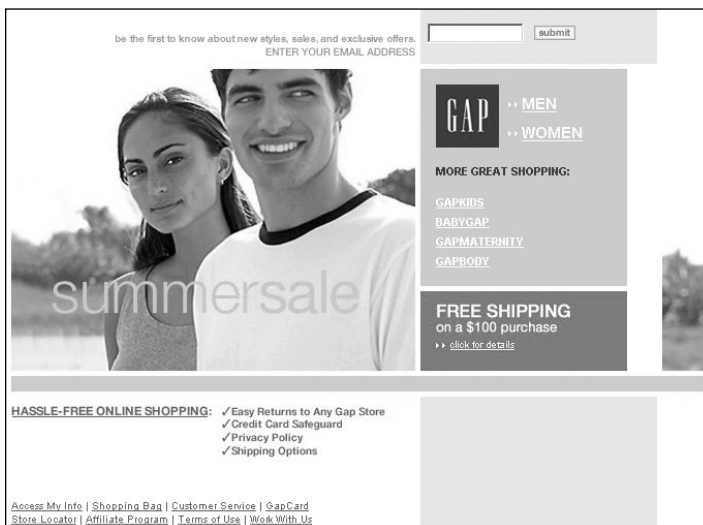 be the first to know about new styles, sales, and exclusive offers.
ENTER YOUR EMAIL ADDRESS
submit
GAP
MEN
WOMEN
MORE GREAT SHOPPING:
GAPKIDS
BABYGAP
GAPMATERNITY
GAPBODY
summersale
FREE SHIPPING
on a $100 purchase
click for details
HASSLE-FREE ONLINE SHOPPING: ✓Easy Returns to Any Gap Store
✓Credit Card Safeguard
✓Privacy Policy
✓Shipping Options
Access My Info | Shopping Bag | Customer Service | GapCard
Store Locator | Affiliate Program | Terms of Use | Work With Us